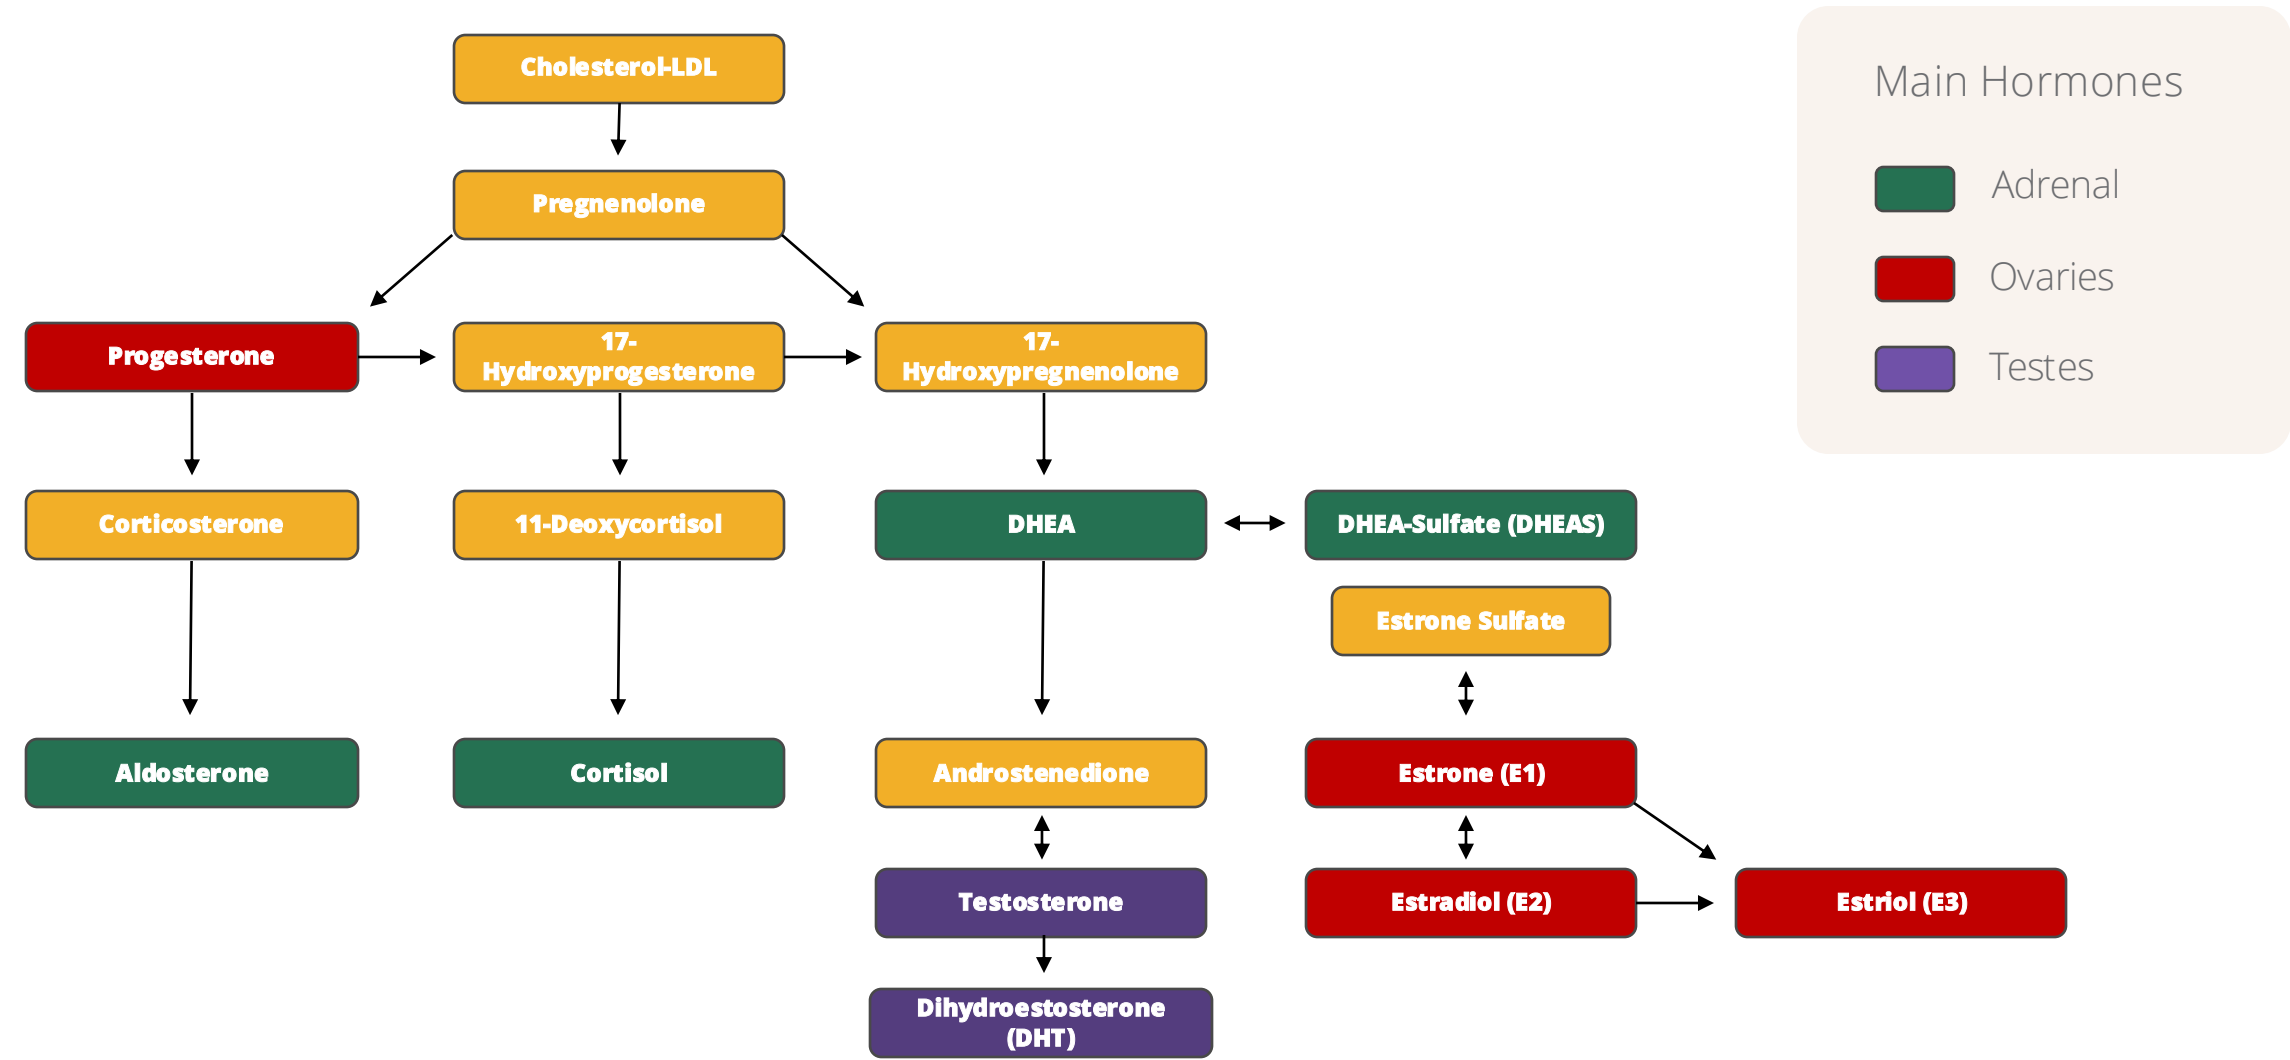 Cholesterol-LDL
Main Hormones
Adrenal
Ovaries
Testes
Pregnenolone
Progesterone
17-
Hydroxyprogesterone
17-
Hydroxypregnenolone
Corticosterone
11-Deoxycortisol
DHEA
DHEA-Sulfate (DHEAS)
Estrone Sulfate
Aldosterone
Cortisol
Androstenedione
Estrone (E1)
Testosterone
Estradiol (E2)
Estriol (E3)
Dihydroestosterone
(DHT)